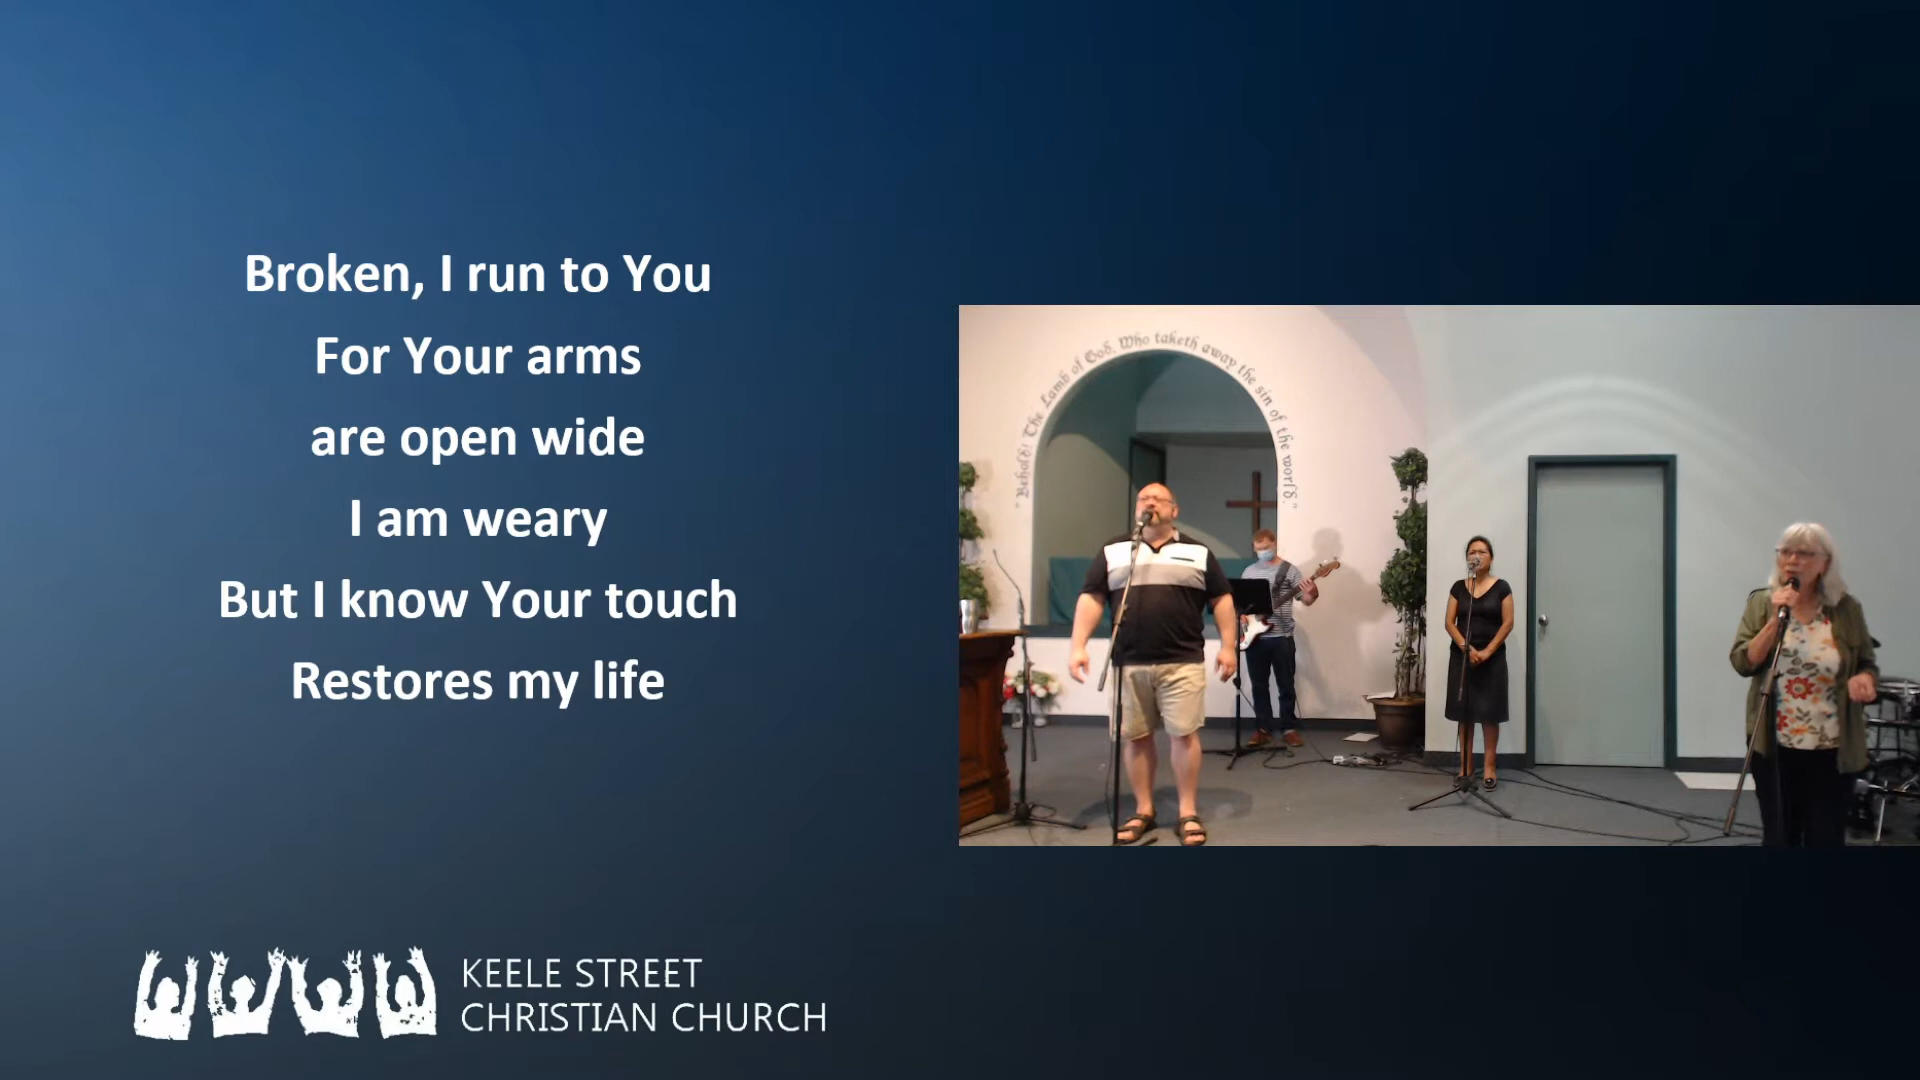 Broken, I run to You
For Your arms
are open wide
I am weary
But I know Your touch
Restores my life
"Behold! The Lamb of God, Who taketh away the sin of the world."
KEELE STREET
CHRISTIAN CHURCH